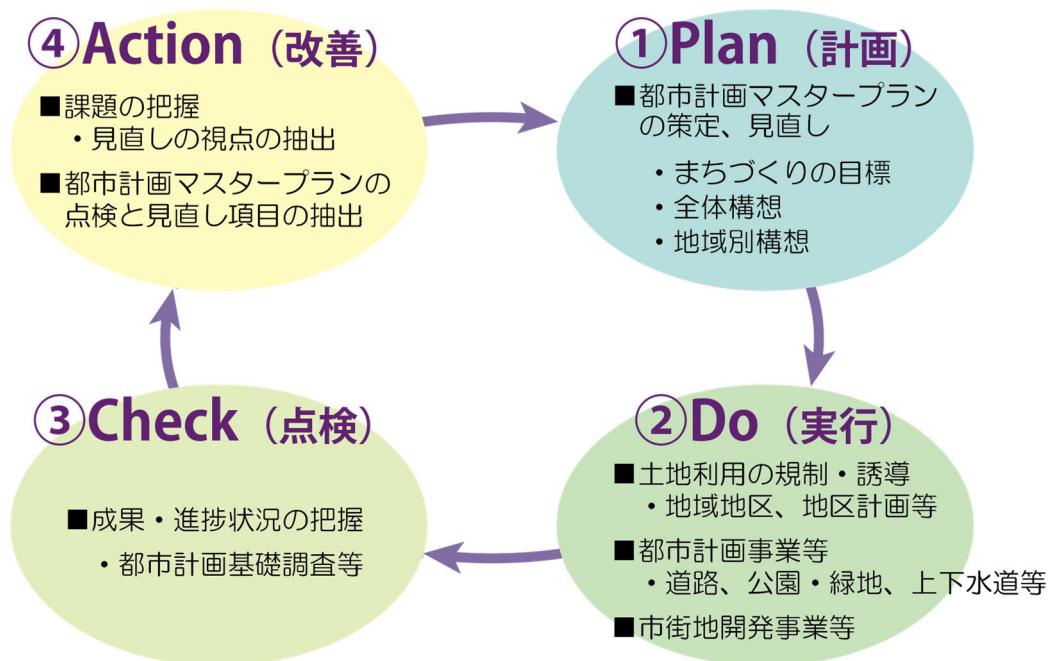 ①Plan（計画）
■都市計画マスタープラン
の策定、見直し
・まちづくりの目標
・全体構想
・地域別構想
②Do（実行）
■土地利用の規制・誘導
・地域地区、地区計画等
■都市計画事業等
・道路、公園・緑地、上下水道等
■市街地開発事業等
③Check（点検）
■成果・進捗状況の把握
・都市計画基礎調査等
④Action（改善）
■課題の把握
・見直しの視点の抽出
■都市計画マスタープランの
点検と見直し項目の抽出